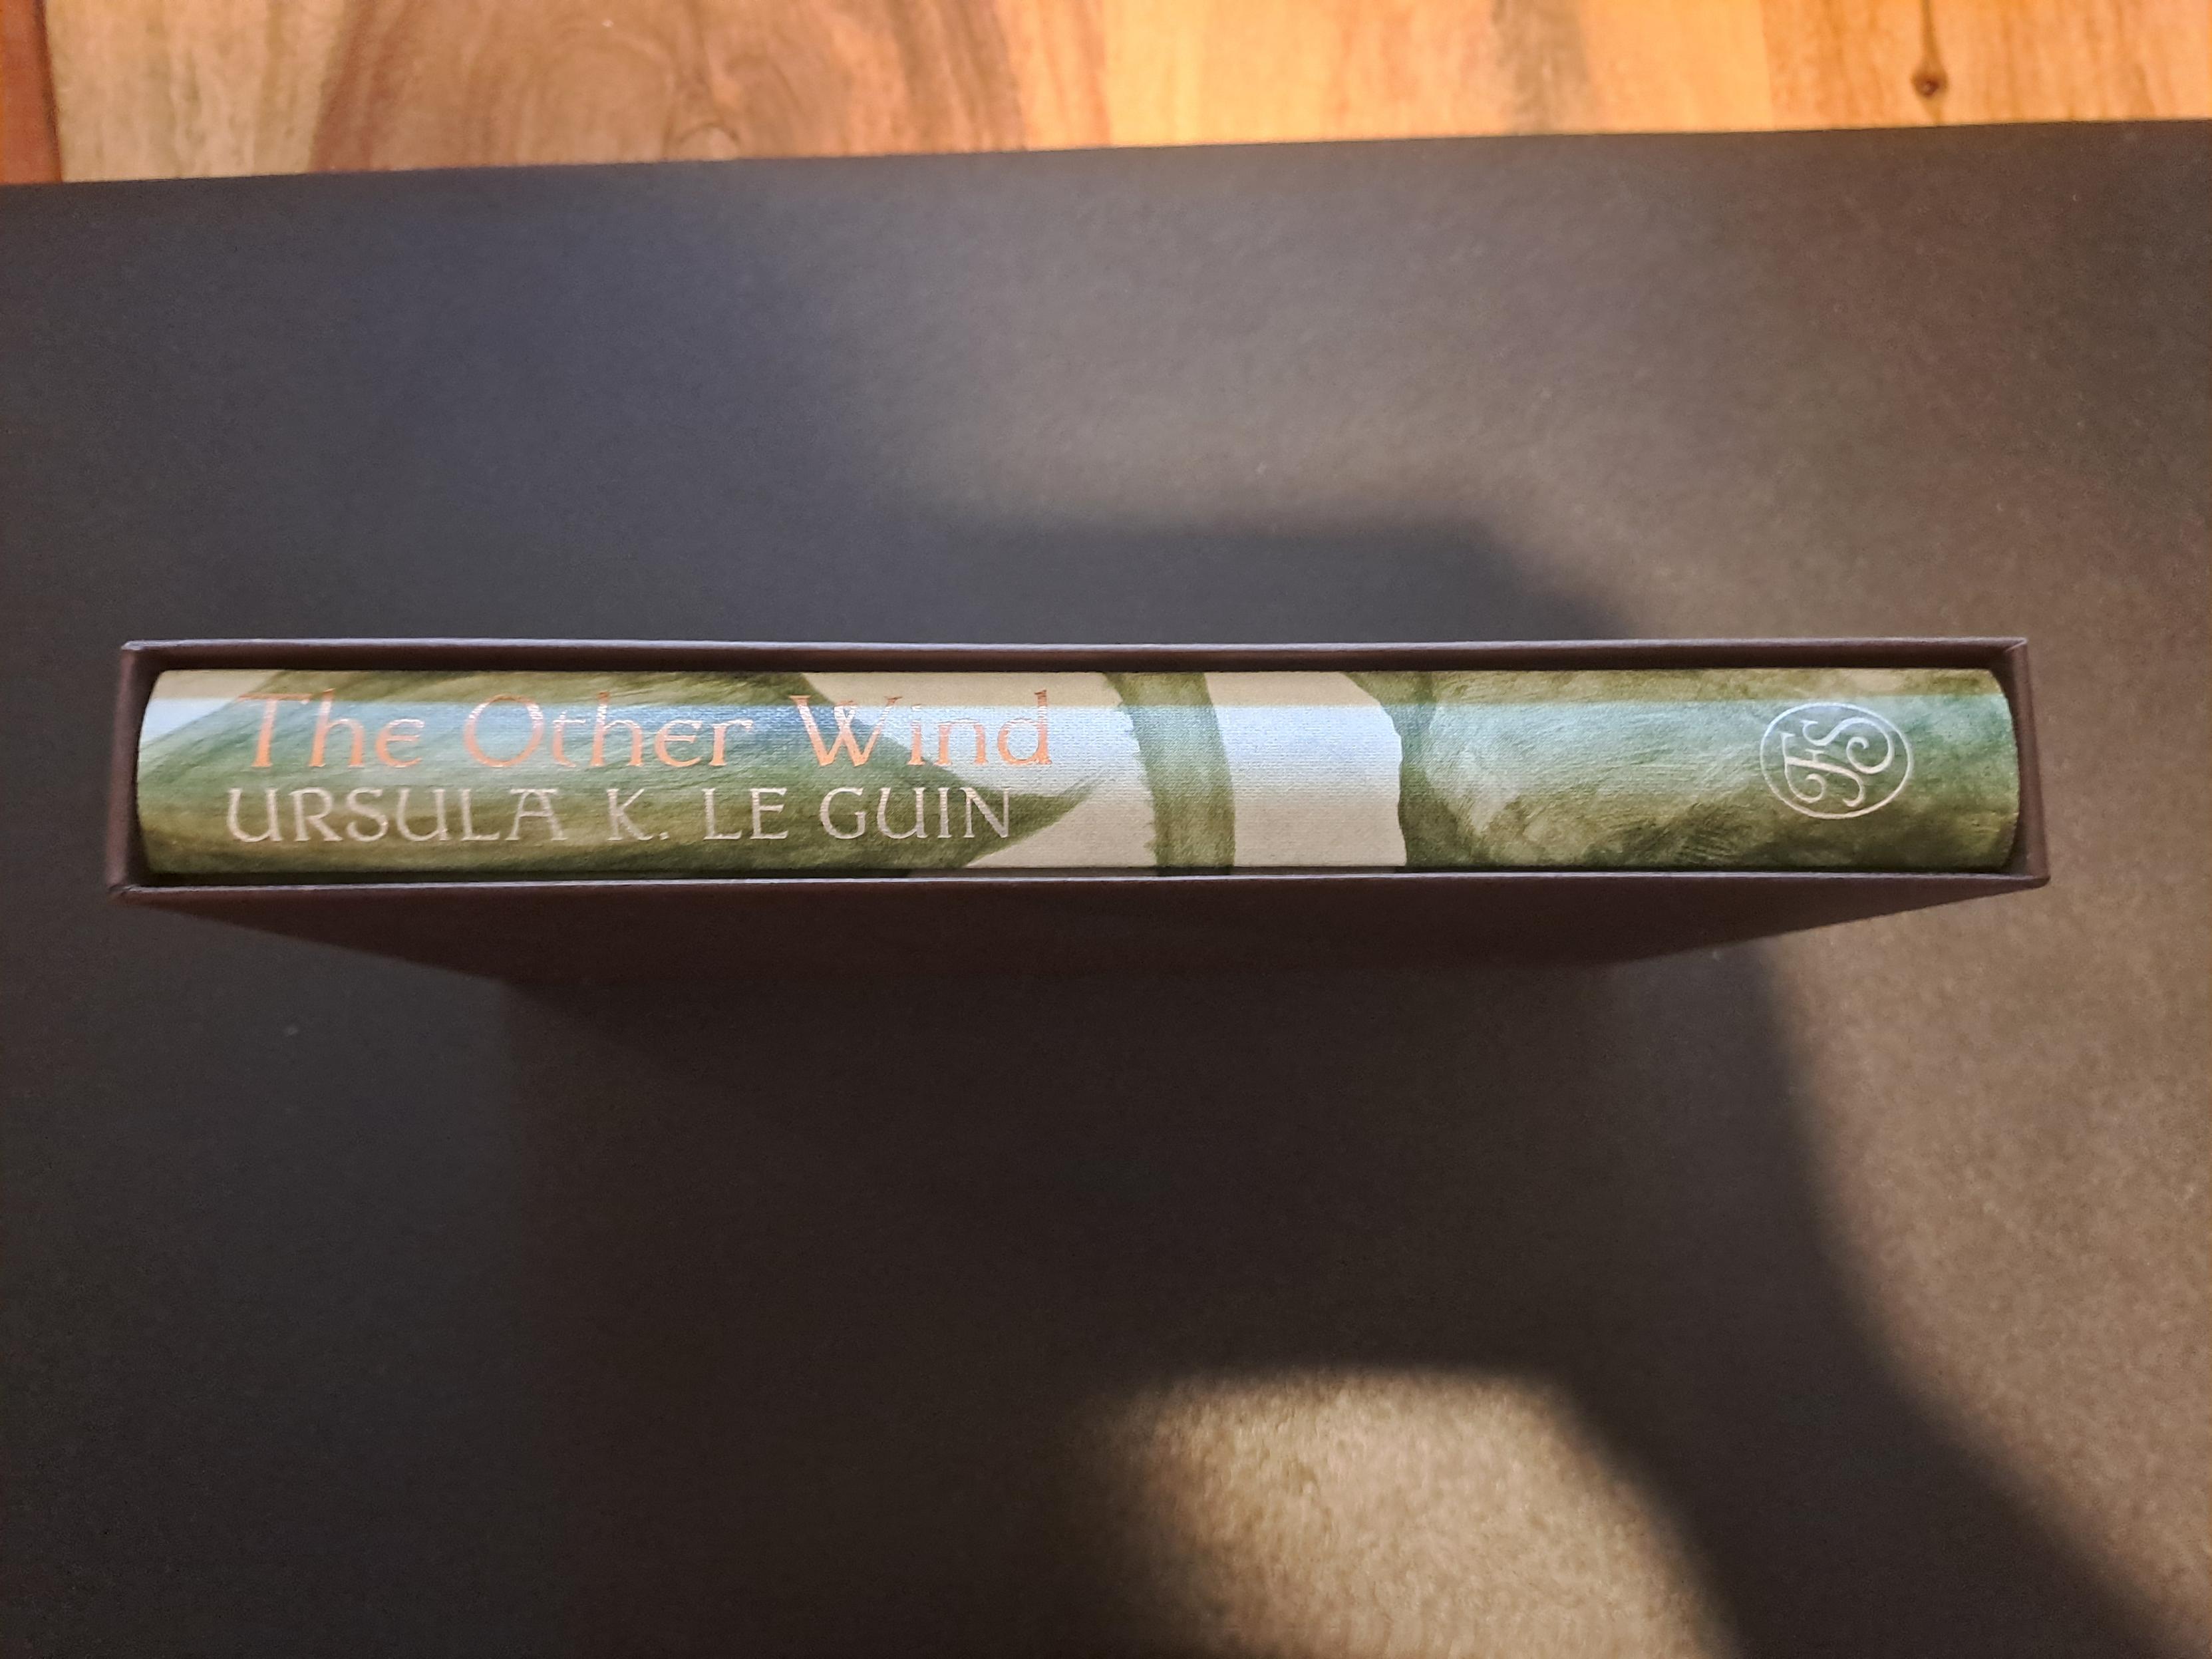 The Other Wind
URSULA K. LE GUIN
FS